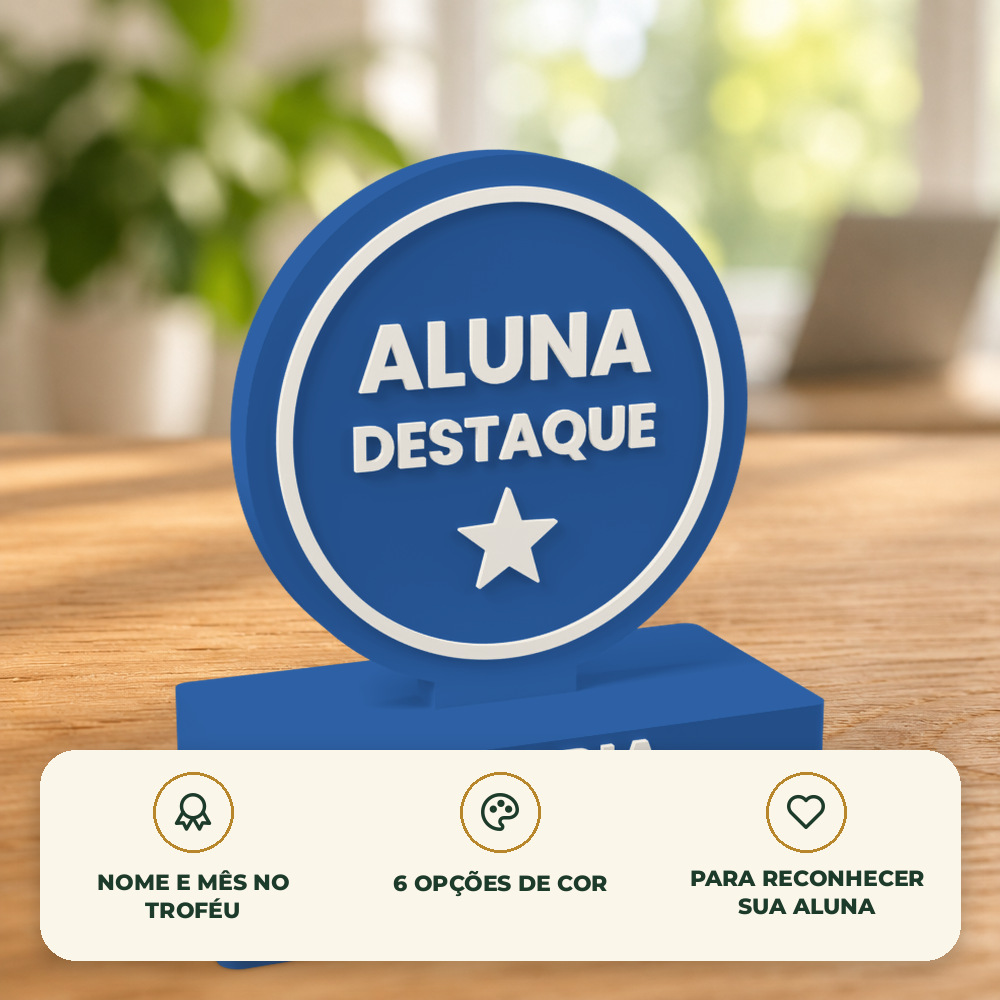 ALUNA
DESTAQUE
NOME E MÊS NO
TROFÉU
6 OPÇÕES DE COR
PARA RECONHECER
SUA ALUNA